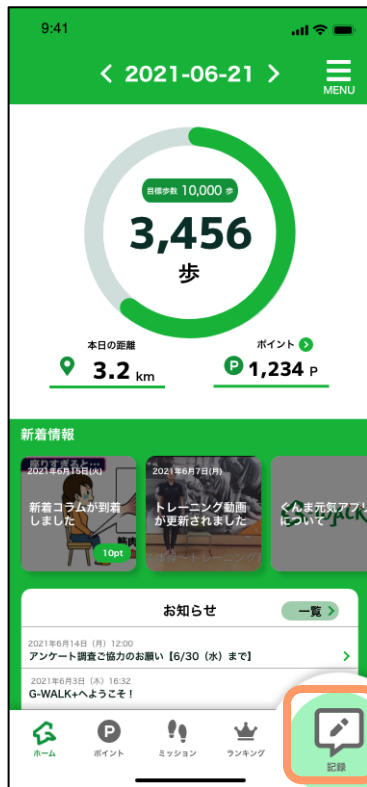 9:41
2021-06-21
MENU
目標歩数 10,000 歩
3,456
歩
本日の距離
3.2 km
ポイント
P 1,234 P
新着情報
座りすぎると…
2021年6月15日(火)
新着コラムが到着
しました
筋肉
10pt
2021年6月7日(月)
トレーニング動画
が更新されました
ぐんま元気アプリ
について
お知らせ
一覧
2021年6月14日（月）12:00
アンケート調査ご協力のお願い【6/30（水）まで】
2021年6月3日（木）16:32
G-WALK+へようこそ！
ホーム
P
ポイント
ミッション
ランキング
記録